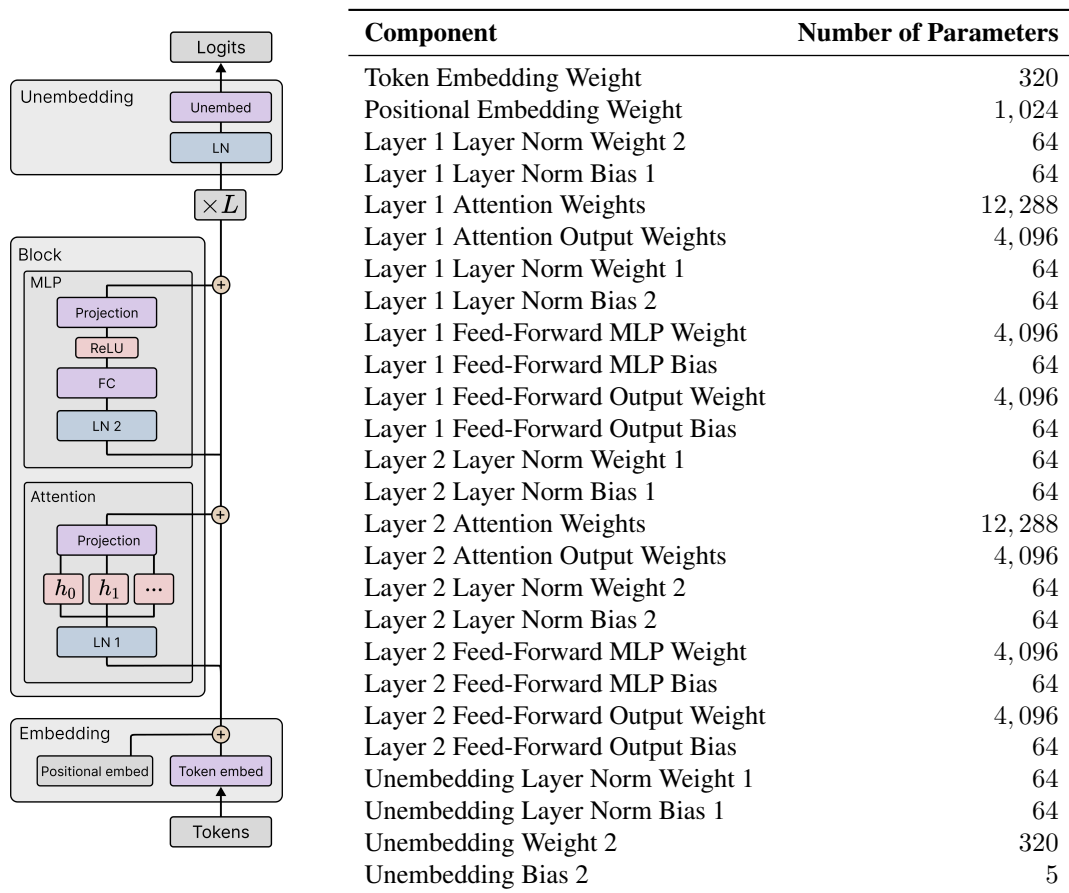 Logits
Unembedding
Unembed
LN
×L
Block
MLP
Projection
ReLU
FC
LN 2
Attention
Projection
h₀ h₁ ...
LN 1
Embedding
Positional embed Token embed
Tokens
Component Number of Parameters
Token Embedding Weight 320
Positional Embedding Weight 1,024
Layer 1 Layer Norm Weight 2 64
Layer 1 Layer Norm Bias 1 64
Layer 1 Attention Weights 12,288
Layer 1 Attention Output Weights 4,096
Layer 1 Layer Norm Weight 1 64
Layer 1 Layer Norm Bias 2 64
Layer 1 Feed-Forward MLP Weight 4,096
Layer 1 Feed-Forward MLP Bias 64
Layer 1 Feed-Forward Output Weight 4,096
Layer 1 Feed-Forward Output Bias 64
Layer 2 Layer Norm Weight 1 64
Layer 2 Layer Norm Bias 1 64
Layer 2 Attention Weights 12,288
Layer 2 Attention Output Weights 4,096
Layer 2 Layer Norm Weight 2 64
Layer 2 Layer Norm Bias 2 64
Layer 2 Feed-Forward MLP Weight 4,096
Layer 2 Feed-Forward MLP Bias 64
Layer 2 Feed-Forward Output Weight 4,096
Layer 2 Feed-Forward Output Bias 64
Unembedding Layer Norm Weight 1 64
Unembedding Layer Norm Bias 1 64
Unembedding Weight 2 320
Unembedding Bias 2 5